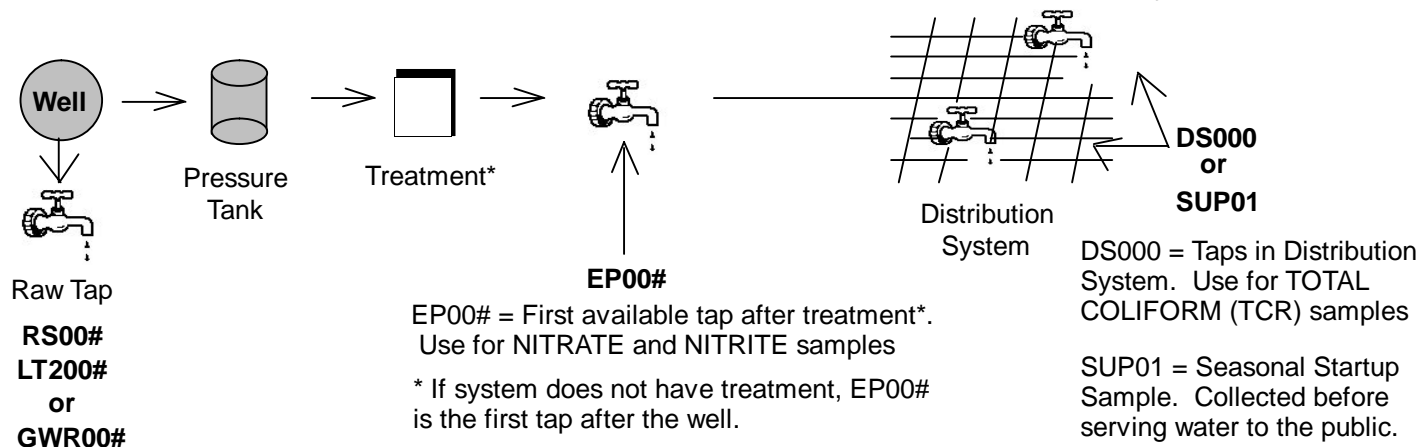 Well
Pressure
Tank
Treatment*
Raw Tap
RS00#
LT200#
or
GWR00#
EP00#
EP00# = First available tap after treatment*.
Use for NITRATE and NITRITE samples
* If system does not have treatment, EP00#
is the first tap after the well.
Distribution
System
DS000
or
SUP01
DS000 = Taps in Distribution
System. Use for TOTAL
COLIFORM (TCR) samples
SUP01 = Seasonal Startup
Sample. Collected before
serving water to the public.